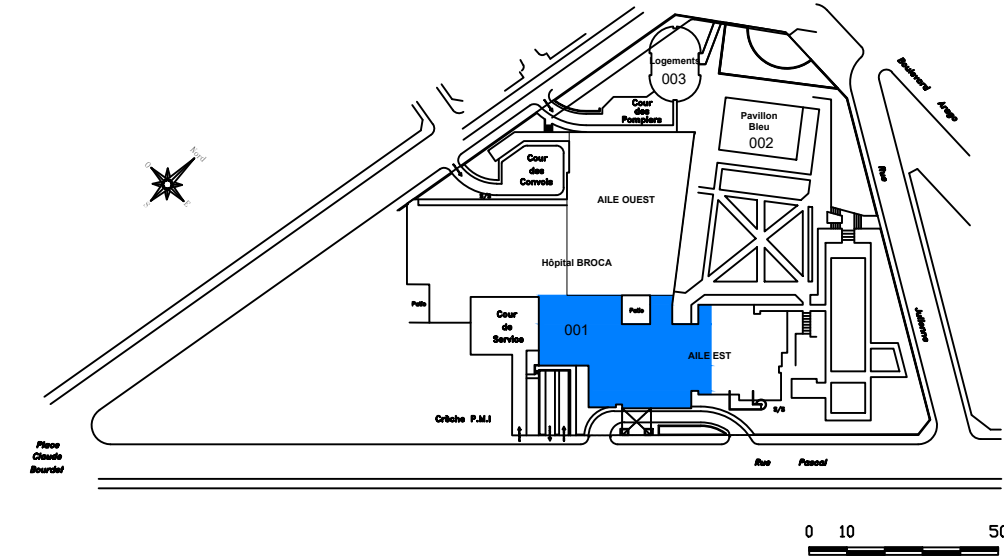 Logements
003
Boulevard Arago
Cour
des
Pompiers
Pavillon
Bleu
002
Nord
O
S
E
Cour
des
Convois
S/S
Rue Julienne
AILE OUEST
Hôpital BROCA
Patio
Patio
Cour
de
Service
001
AILE EST
S/S
Crèche P.M.I
Place
Claude
Bourdet
Rue Pascal
0 10 50